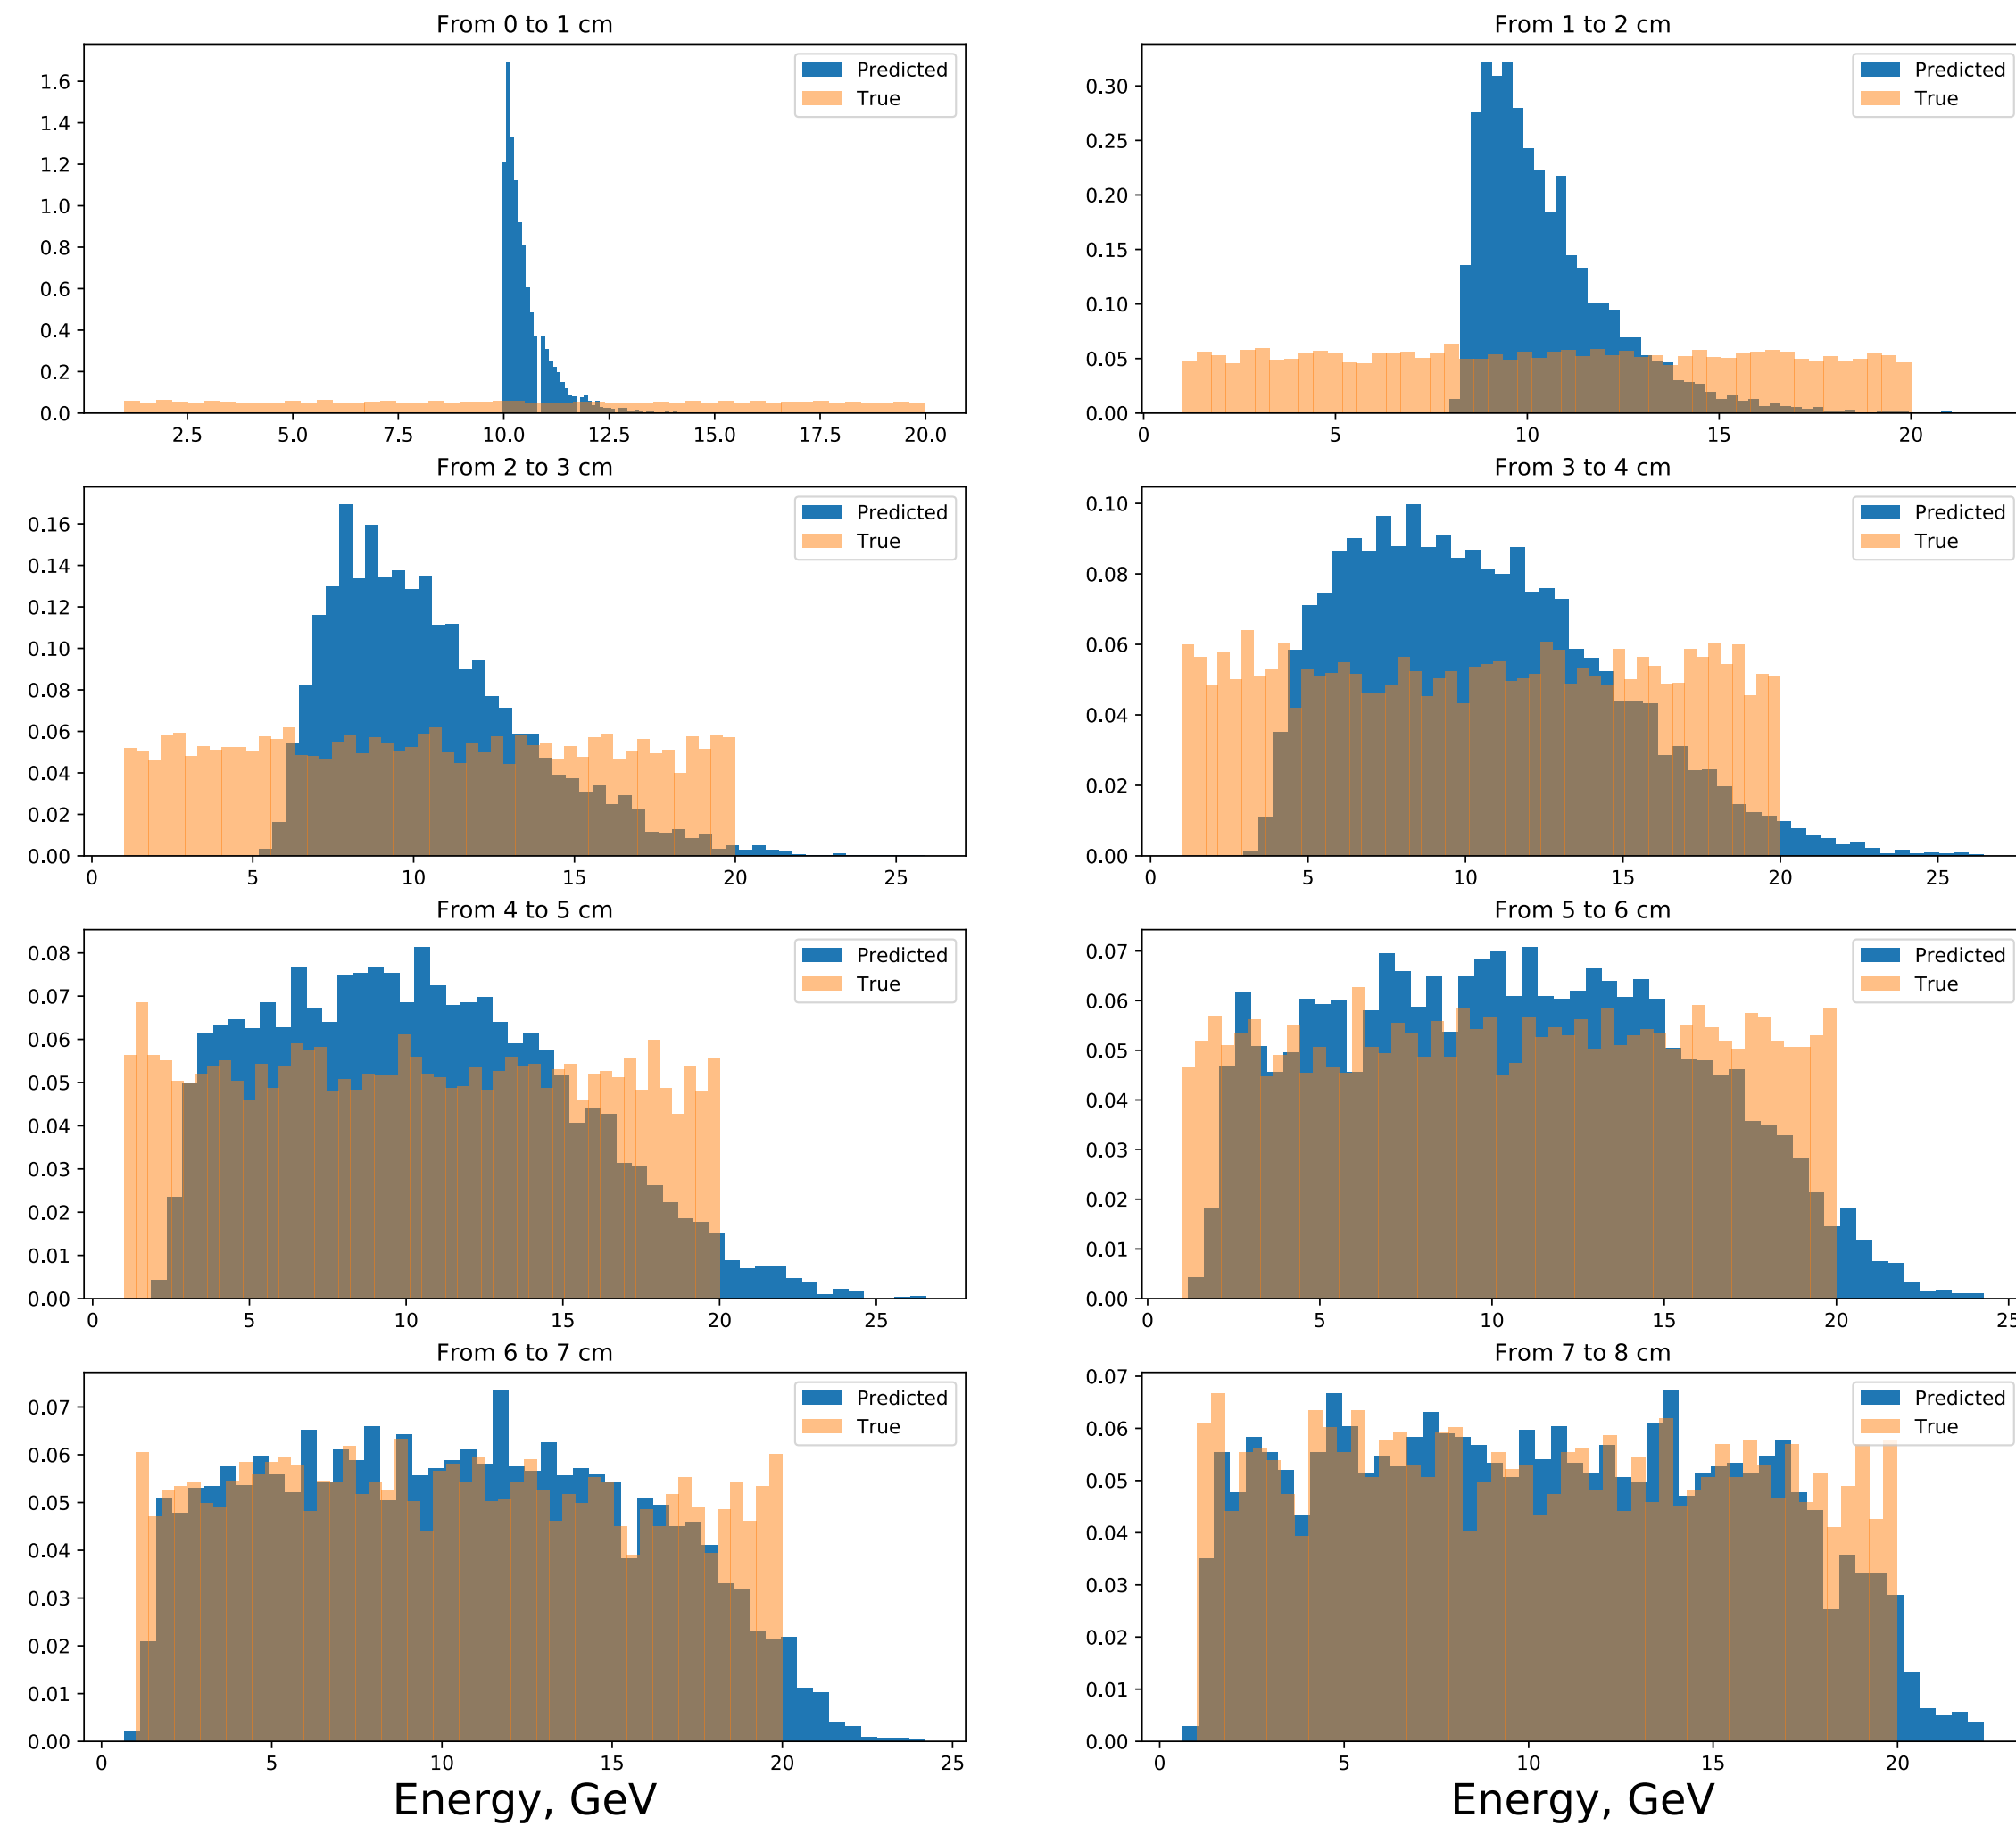 From 0 to 1 cm
1.6
1.4
1.2
1.0
0.8
0.6
0.4
0.2
0.0
2.5 5.0 7.5 10.0 12.5 15.0 17.5 20.0
Predicted
True
From 1 to 2 cm
0.30
0.25
0.20
0.15
0.10
0.05
0.00
0 5 10 15 20
Predicted
True
From 2 to 3 cm
0.16
0.14
0.12
0.10
0.08
0.06
0.04
0.02
0.00
0 5 10 15 20 25
Predicted
True
From 3 to 4 cm
0.10
0.08
0.06
0.04
0.02
0.00
0 5 10 15 20 25
Predicted
True
From 4 to 5 cm
0.08
0.07
0.06
0.05
0.04
0.03
0.02
0.01
0.00
0 5 10 15 20 25
Predicted
True
From 5 to 6 cm
0.07
0.06
0.05
0.04
0.03
0.02
0.01
0.00
0 5 10 15 20 25
Predicted
True
From 6 to 7 cm
0.07
0.06
0.05
0.04
0.03
0.02
0.01
0.00
0 5 10 15 20 25
Predicted
True
Energy, GeV
From 7 to 8 cm
0.07
0.06
0.05
0.04
0.03
0.02
0.01
0.00
0 5 10 15 20
Predicted
True
Energy, GeV